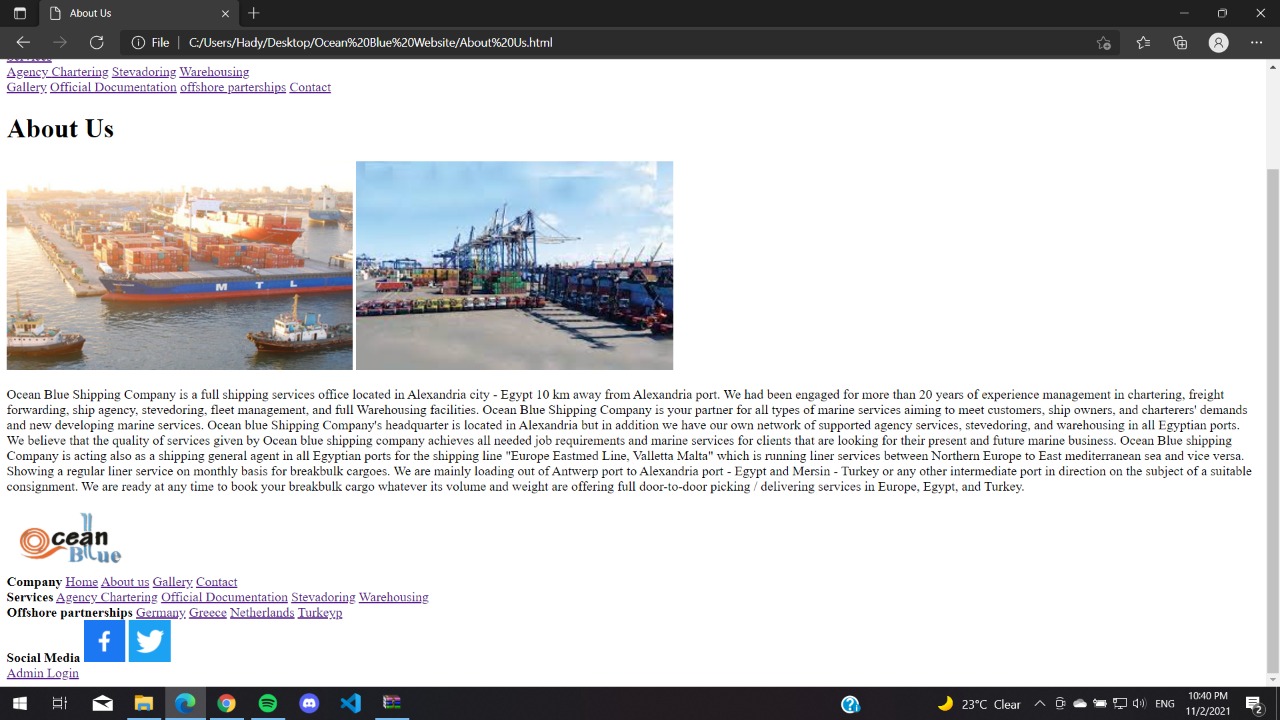 About Us
File | C:/Users/Hady/Desktop/Ocean%20Blue%20Website/About%20Us.html
Services
Agency Chartering Stevadoring Warehousing
Gallery Official Documentation offshore parterships Contact
About Us
MTL
Ocean Blue Shipping Company is a full shipping services office located in Alexandria city - Egypt 10 km away from Alexandria port. We had been engaged for more than 20 years of experience management in chartering, freight
forwarding, ship agency, stevedoring, fleet management, and full Warehousing facilities. Ocean Blue Shipping Company is your partner for all types of marine services aiming to meet customers, ship owners, and charterers' demands
and new developing marine services. Ocean blue Shipping Company's headquarter is located in Alexandria but in addition we have our own network of supported agency services, stevedoring, and warehousing in all Egyptian ports.
We believe that the quality of services given by Ocean blue shipping company achieves all needed job requirements and marine services for clients that are looking for their present and future marine business. Ocean Blue shipping
Company is acting also as a shipping general agent in all Egyptian ports for the shipping line "Europe Eastmed Line, Valletta Malta" which is running liner services between Northern Europe to East mediterranean sea and vice versa.
Showing a regular liner service on monthly basis for breakbulk cargoes. We are mainly loading out of Antwerp port to Alexandria port - Egypt and Mersin - Turkey or any other intermediate port in direction on the subject of a suitable
consignment. We are ready at any time to book your breakbulk cargo whatever its volume and weight are offering full door-to-door picking / delivering services in Europe, Egypt, and Turkey.
Ocean
Blue
Company Home About us Gallery Contact
Services Agency Chartering Official Documentation Stevadoring Warehousing
Offshore partnerships Germany Greece Netherlands Turkeyp
Social Media
Admin Login
23°C Clear
ENG
10:40 PM
11/2/2021
2